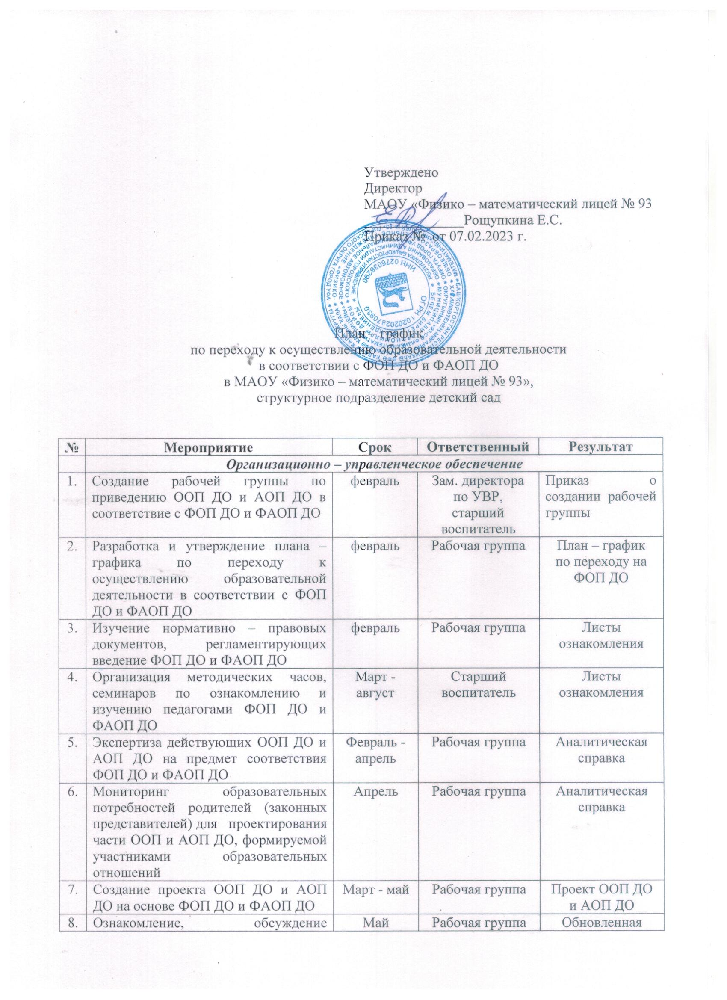 Утверждено
Директор
МАОУ «Физико – математический лицей № 93
______________Рощупкина Е.С.
Приказ № от 07.02.2023 г.
ИНН 0276036290
ОГРН 1020202870930
План – график
по переходу к осуществлению образовательной деятельности
в соответствии с ФОП ДО и ФАОП ДО
в МАОУ «Физико – математический лицей № 93»,
структурное подразделение детский сад
№ Мероприятие Срок Ответственный Результат
Организационно – управленческое обеспечение
1. Создание рабочей группы по февраль Зам. директора Приказ о
приведению ООП ДО и АОП ДО в по УВР, создании рабочей
соответствие с ФОП ДО и ФАОП ДО старший группы
воспитатель
2. Разработка и утверждение плана – февраль Рабочая группа План – график
графика по переходу к по переходу на
осуществлению образовательной ФОП ДО
деятельности в соответствии с ФОП
ДО и ФАОП ДО
3. Изучение нормативно – правовых февраль Рабочая группа Листы
документов, регламентирующих ознакомления
введение ФОП ДО и ФАОП ДО
4. Организация методических часов, Март - Старший Листы
семинаров по ознакомлению и август воспитатель ознакомления
изучению педагогами ФОП ДО и
ФАОП ДО
5. Экспертиза действующих ООП ДО и Февраль - Рабочая группа Аналитическая
АОП ДО на предмет соответствия апрель справка
ФОП ДО и ФАОП ДО
6. Мониторинг образовательных Апрель Рабочая группа Аналитическая
потребностей родителей (законных справка
представителей) для проектирования
части ООП и АОП ДО, формируемой
участниками образовательных
отношений
7. Создание проекта ООП ДО и АОП Март - май Рабочая группа Проект ООП ДО
ДО на основе ФОП ДО и ФАОП ДО и АОП ДО
8. Ознакомление, обсуждение Май Рабочая группа Обновленная